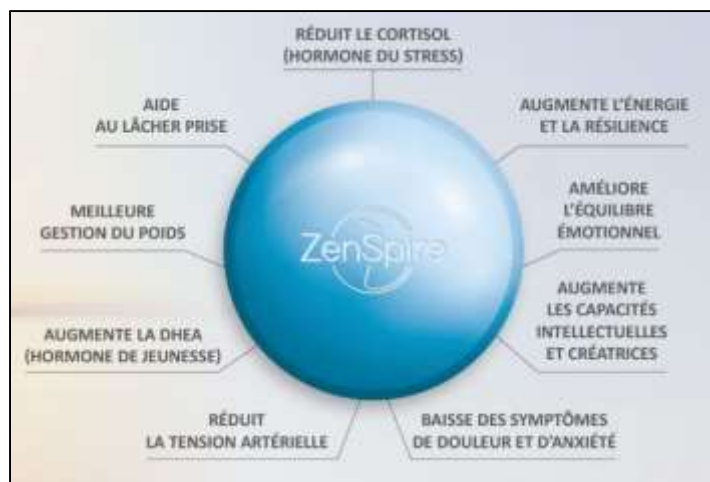 RÉDUIT LE CORTISOL
(HORMONE DU STRESS)
AIDE
AU LÂCHER PRISE
AUGMENTE L'ÉNERGIE
ET LA RÉSILIENCE
MEILLEURE
GESTION DU POIDS
AMÉLIORE
L'ÉQUILIBRE
ÉMOTIONNEL
ZenSpire
AUGMENTE
LES CAPACITÉS
INTELLECTUELLES
ET CRÉATRICES
AUGMENTE LA DHEA
(HORMONE DE JEUNESSE)
RÉDUIT
LA TENSION ARTÉRIELLE
BAISSE DES SYMPTÔMES
DE DOULEUR ET D'ANXIÉTÉ